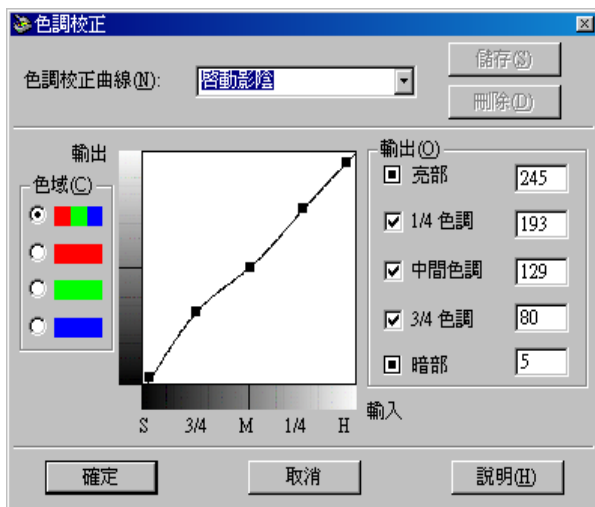 色調校正
色調校正曲線(N):
啓動影陰
儲存(S)
刪除(D)
輸出
色域(C)
輸出(O)
亮部
245
1/4 色調
193
中間色調
129
3/4 色調
80
暗部
5
輸入
S 3/4 M 1/4 H
確定
取消
說明(H)